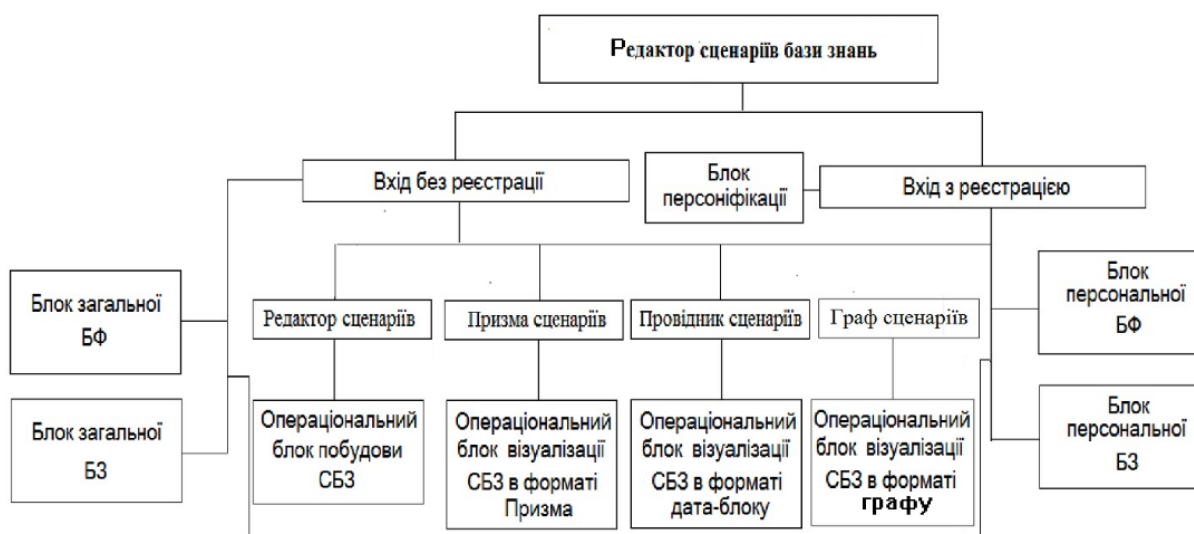 Редактор сценаріїв бази знань
Вхід без реєстрації
Блок
персоніфікації
Вхід з реєстрацією
Блок загальної
БФ
Редактор сценаріїв
Призма сценаріїв
Провідник сценаріїв
Граф сценаріїв
Блок
персональної
БФ
Блок загальної
БЗ
Операціональний
блок побудови
СБЗ
Операціональний
блок візуалізації
СБЗ в форматі
Призма
Операціональний
блок візуалізації
СБЗ в форматі
дата-блоку
Операціональний
блок візуалізації
СБЗ в форматі
графу
Блок
персональної
БЗ